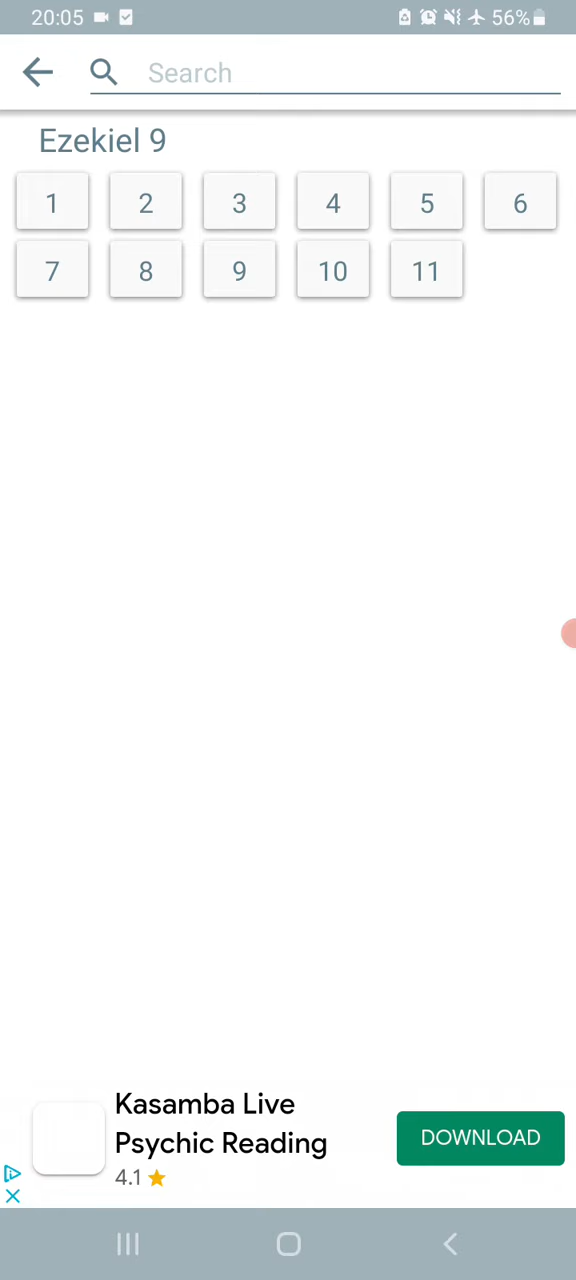 20:05 56%
Search
Ezekiel 9
1 2 3 4 5 6
7 8 9 10 11
Kasamba Live
Psychic Reading
4.1
DOWNLOAD